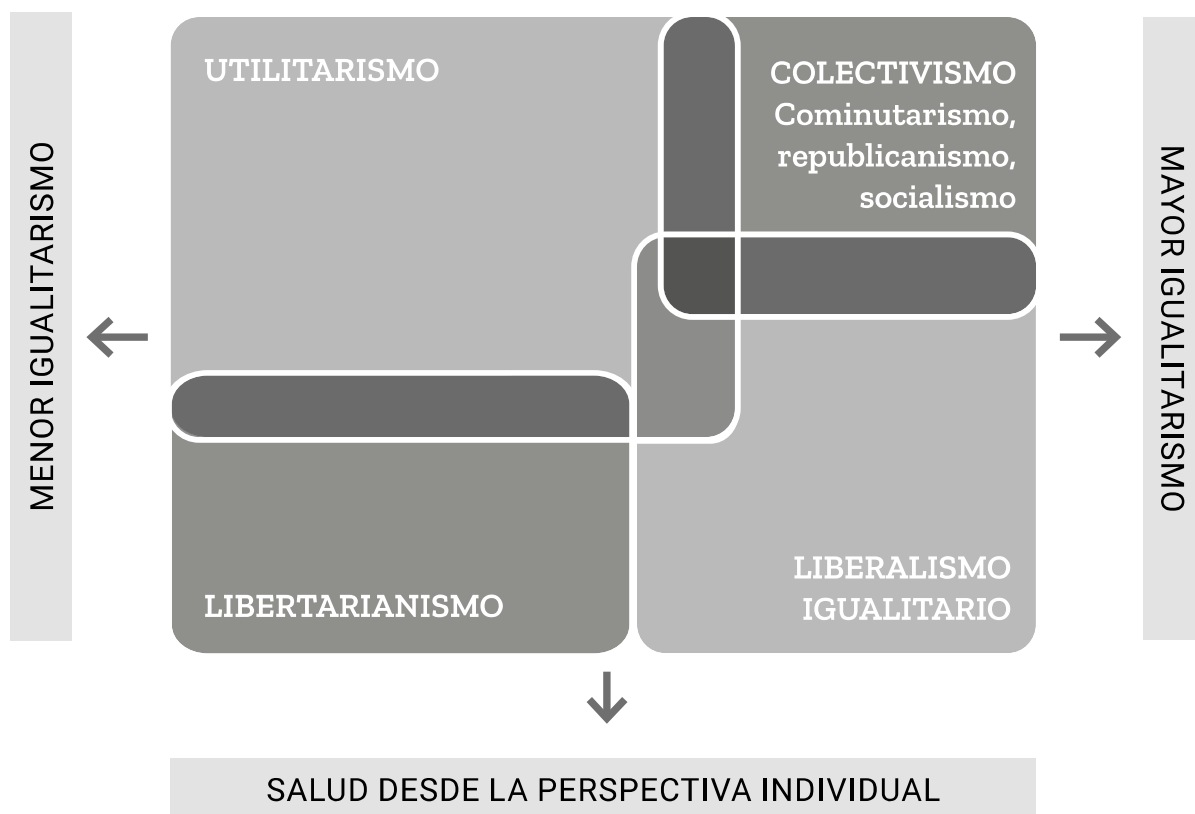 UTILITARISMO
COLECTIVISMO
Cominutarismo,
republicanismo,
socialismo
MENOR IGUALITARISMO
MAYOR IGUALITARISMO
LIBERTARIANISMO
LIBERALISMO
IGUALITARIO
SALUD DESDE LA PERSPECTIVA INDIVIDUAL